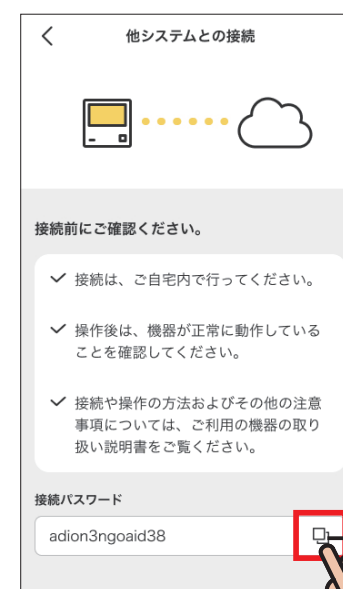 他システムとの接続
接続前にご確認ください。
接続は、ご自宅内で行ってください。
操作後は、機器が正常に動作している
ことを確認してください。
接続や操作の方法およびその他の注意
事項については、ご利用の機器の取り
扱い説明書をご覧ください。
接続パスワード
adion3ngoaid38